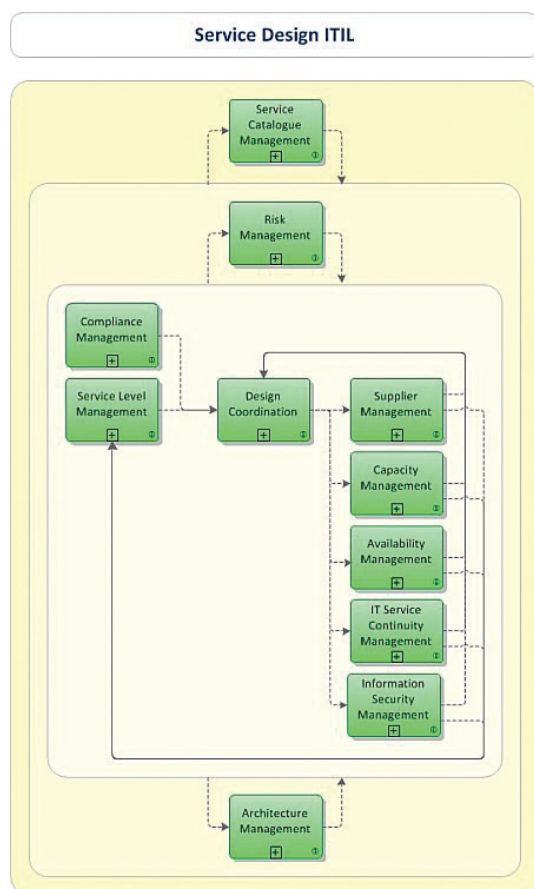 Service Design ITIL
Service
Catalogue
Management
Risk
Management
Compliance
Management
Service Level
Management
Design
Coordination
Supplier
Management
Capacity
Management
Availability
Management
IT Service
Continuity
Management
Information
Security
Management
Architecture
Management